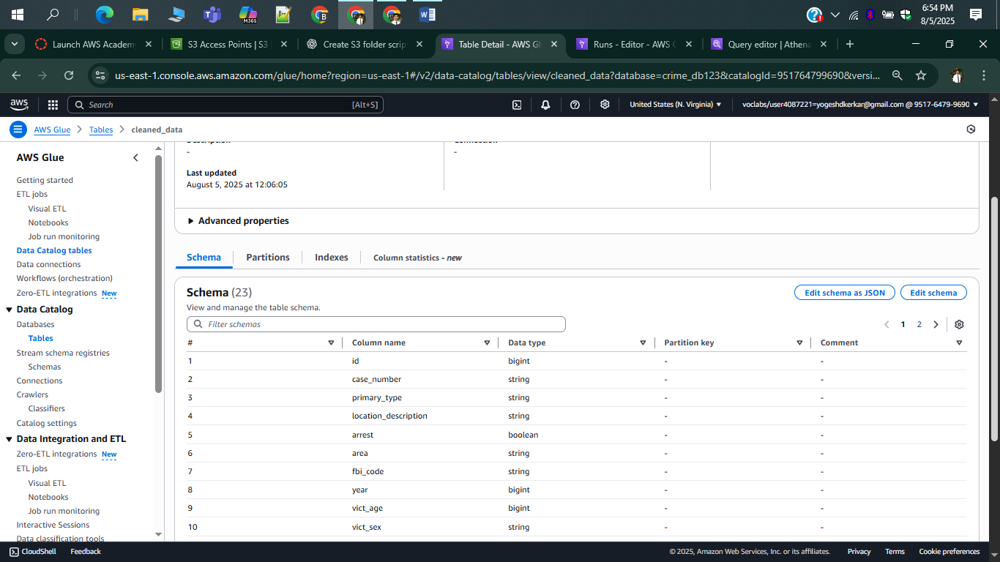 M365
6:54 PM
8/5/2025
Launch AWS Academy
S3 Access Points | S3 |
Create S3 folder scrip
Table Detail - AWS Gl
Runs - Editor - AWS G
Query editor | Athena
us-east-1.console.aws.amazon.com/glue/home?region=us-east-1#/v2/data-catalog/tables/view/cleaned_data?database=crime_db123&catalogId=951764799690&versi...
aws
Search
[Alt+S]
United States (N. Virginia)
voclabs/user4087221=yogeshdkerkar@gmail.com @ 9517-6479-9690
AWS Glue
Tables
cleaned_data
AWS Glue
Getting started
ETL jobs
Visual ETL
Notebooks
Job run monitoring
Data Catalog tables
Data connections
Workflows (orchestration)
Zero-ETL integrations New
Data Catalog
Databases
Tables
Stream schema registries
Schemas
Connections
Crawlers
Classifiers
Catalog settings
Data Integration and ETL
Zero-ETL integrations New
ETL jobs
Visual ETL
Notebooks
Job run monitoring
Interactive Sessions
Data classification tools
Description
-
Connection
-
Last updated
August 5, 2025 at 12:06:05
Advanced properties
Schema
Partitions
Indexes
Column statistics - new
Schema (23)
View and manage the table schema.
Edit schema as JSON
Edit schema
Filter schemas
1 2
# Column name Data type Partition key Comment
1 id bigint - -
2 case_number string - -
3 primary_type string - -
4 location_description string - -
5 arrest boolean - -
6 area string - -
7 fbi_code string - -
8 year bigint - -
9 vict_age bigint - -
10 vict_sex string - -
CloudShell
Feedback
© 2025, Amazon Web Services, Inc. or its affiliates.
Privacy
Terms
Cookie preferences